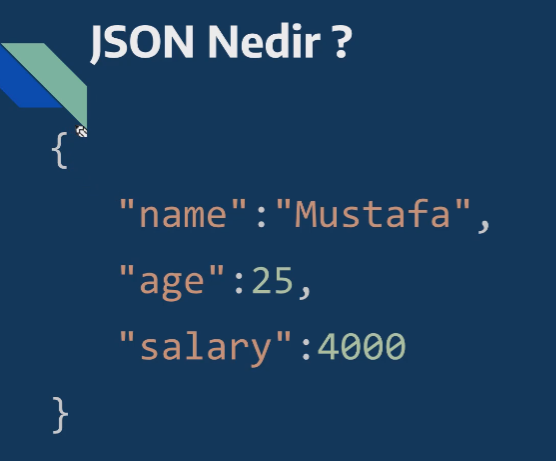 JSON Nedir ?
{
"name":"Mustafa",
"age":25,
"salary":4000
}